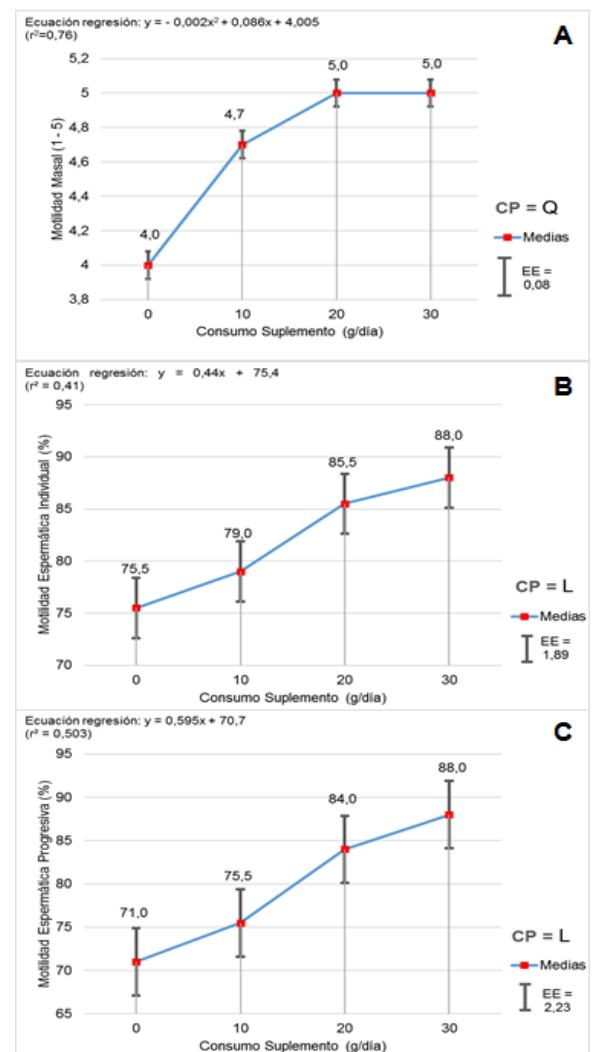 Ecuación regresión: y = - 0,002x² + 0,086x + 4,005
(r²=0,76)
A
5,2
5
4,8
4,6
4,4
4,2
4
3,8
Motilidad Masal (1 - 5)
4,0
4,7
5,0
5,0
0
10
20
30
Consumo Suplemento (g/día)
CP = Q
Medias
EE =
0,08
Ecuación regresión: y = 0,44x + 75,4
(r² = 0,41)
B
95
90
85
80
75
70
Motilidad Espermática Individual (%)
75,5
79,0
85,5
88,0
0
10
20
30
Consumo Suplemento (g/día)
CP = L
Medias
EE =
1,89
Ecuación regresión: y = 0,595x + 70,7
(r² = 0,503)
C
95
90
85
80
75
70
65
Motilidad Espermática Progresiva (%)
71,0
75,5
84,0
88,0
0
10
20
30
Consumo Suplemento (g/día)
CP = L
Medias
EE =
2,23